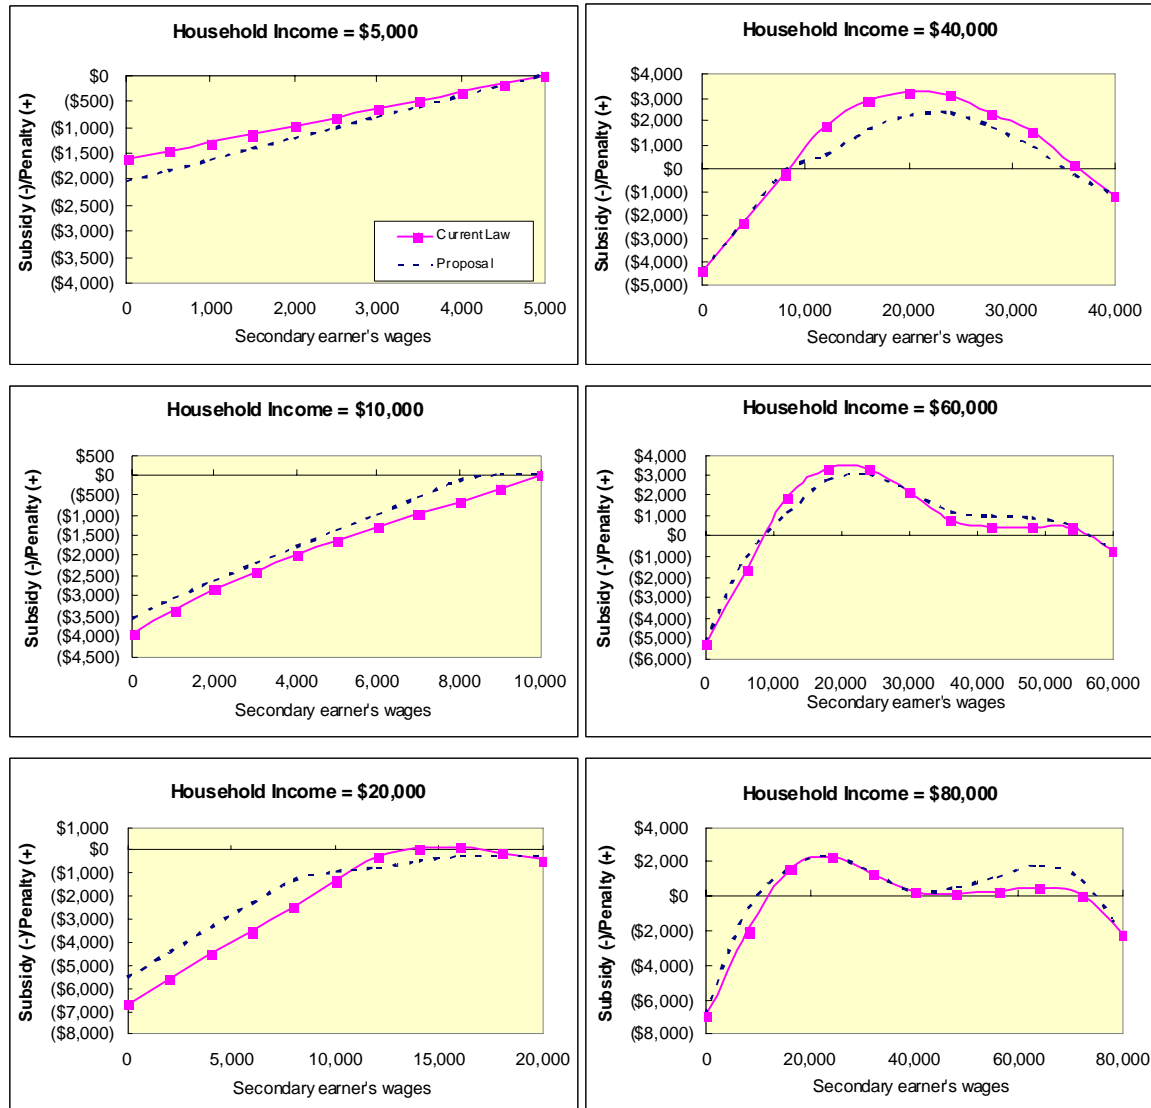 Household Income = $5,000
Subsidy (-)/Penalty (+)
$0
($500)
($1,000)
($1,500)
($2,000)
($2,500)
($3,000)
($3,500)
($4,000)
Current Law
Proposal
0 1,000 2,000 3,000 4,000 5,000
Secondary earner's wages
Household Income = $40,000
Subsidy (-)/Penalty (+)
$4,000
$3,000
$2,000
$1,000
$0
($1,000)
($2,000)
($3,000)
($4,000)
($5,000)
0 10,000 20,000 30,000 40,000
Secondary earner's wages
Household Income = $10,000
Subsidy (-)/Penalty (+)
$500
$0
($500)
($1,000)
($1,500)
($2,000)
($2,500)
($3,000)
($3,500)
($4,000)
($4,500)
0 2,000 4,000 6,000 8,000 10,000
Secondary earner's wages
Household Income = $60,000
Subsidy (-)/Penalty (+)
$4,000
$3,000
$2,000
$1,000
$0
($1,000)
($2,000)
($3,000)
($4,000)
($5,000)
($6,000)
0 10,000 20,000 30,000 40,000 50,000 60,000
Secondary earner's wages
Household Income = $20,000
Subsidy (-)/Penalty (+)
$1,000
$0
($1,000)
($2,000)
($3,000)
($4,000)
($5,000)
($6,000)
($7,000)
($8,000)
0 5,000 10,000 15,000 20,000
Secondary earner's wages
Household Income = $80,000
Subsidy (-)/Penalty (+)
$4,000
$2,000
$0
($2,000)
($4,000)
($6,000)
($8,000)
0 20,000 40,000 60,000 80,000
Secondary earner's wages